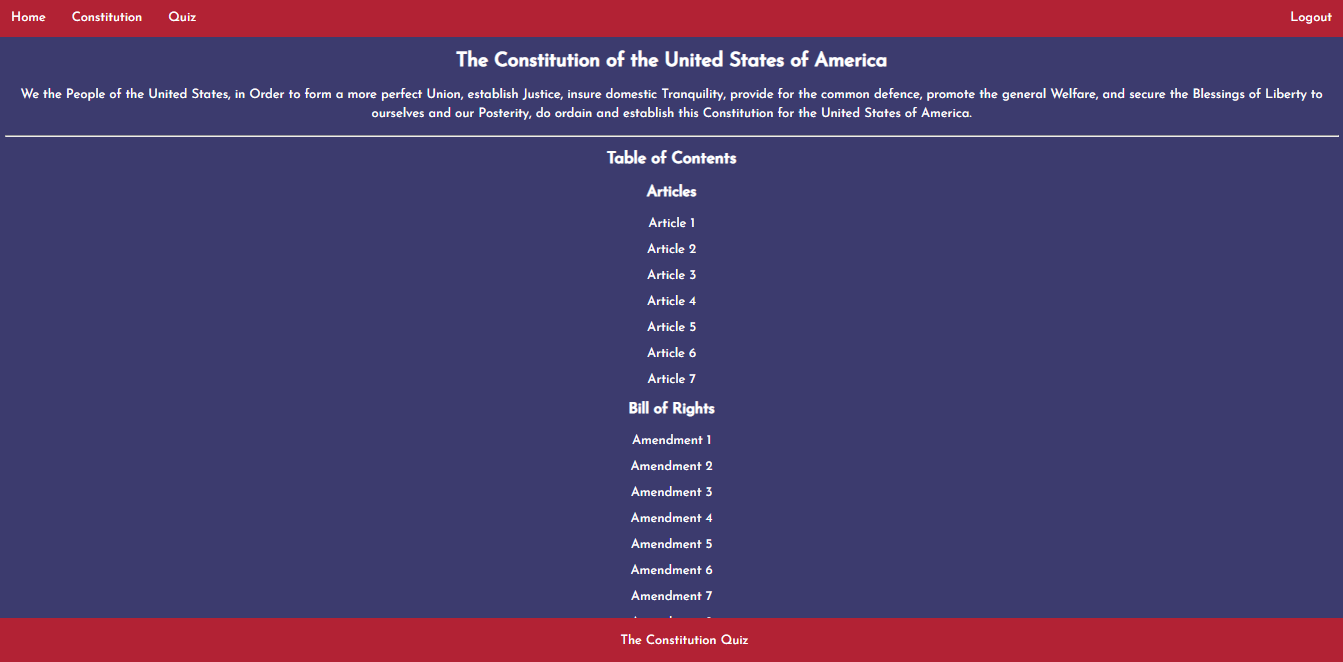 Home Constitution Quiz Logout
The Constitution of the United States of America
We the People of the United States, in Order to form a more perfect Union, establish Justice, insure domestic Tranquility, provide for the common defence, promote the general Welfare, and secure the Blessings of Liberty to
ourselves and our Posterity, do ordain and establish this Constitution for the United States of America.
Table of Contents
Articles
Article 1
Article 2
Article 3
Article 4
Article 5
Article 6
Article 7
Bill of Rights
Amendment 1
Amendment 2
Amendment 3
Amendment 4
Amendment 5
Amendment 6
Amendment 7
The Constitution Quiz